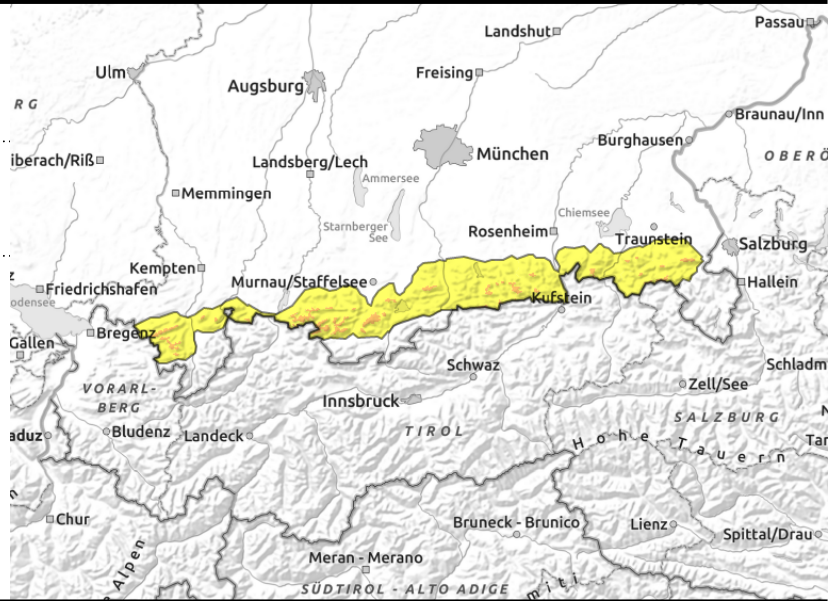 Passau
Landshut
Ulm
Augsburg
Freising
RG
Braunau/Inn
Burghausen
iberach/Riß
Landsberg/Lech
München
OBERÖ
Ammersee
Memmingen
Starnberger
See
Chiemsee
Rosenheim
Traunstein
Salzburg
Kempten
Murnau/Staffelsee
Hallein
z
Friedrichshafen
odensee
Kufstein
Bregenz
Gallen
Schwaz
Schladm
VORARL-
BERG
Innsbruck
Zell/See
SALZBURG
N
aduz
Bludenz
Landeck
TIROL
Hohe Tauern
Tar
n
Chur
Bruneck - Brunico
Lienz
Spittal/Drau
Alpen
Meran - Merano
SÜDTIROL - ALTO ADIGE
miti